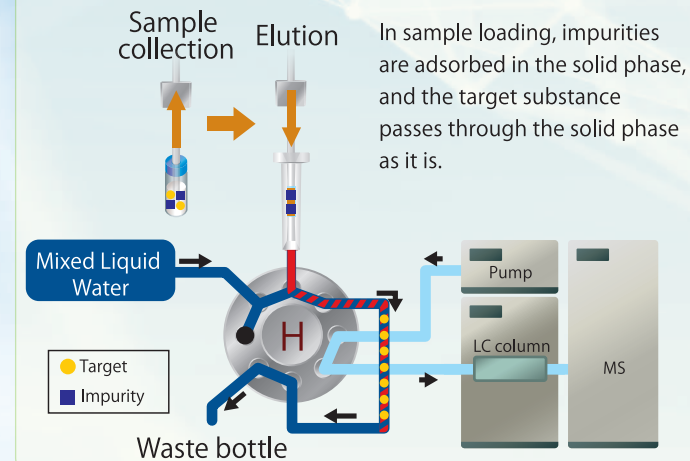 Sample
collection
Elution
In sample loading, impurities
are adsorbed in the solid phase,
and the target substance
passes through the solid phase
as it is.
Mixed Liquid
Water
Pump
H
LC column
MS
Target
Impurity
Waste bottle